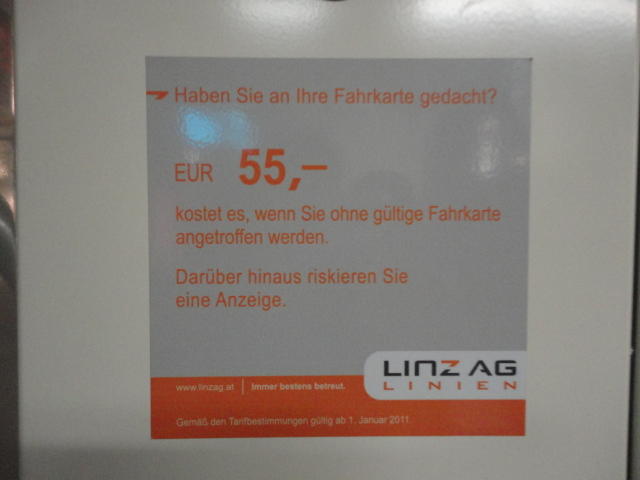 Haben Sie an Ihre Fahrkarte gedacht?
EUR 55,–
kostet es, wenn Sie ohne gültige Fahrkarte
angetroffen werden.
Darüber hinaus riskieren Sie
eine Anzeige.
LINZ AG
LINIEN
www.linzag.at | Immer bestens betreut.
Gemäß den Tarifbestimmungen gültig ab 1. Januar 2011.